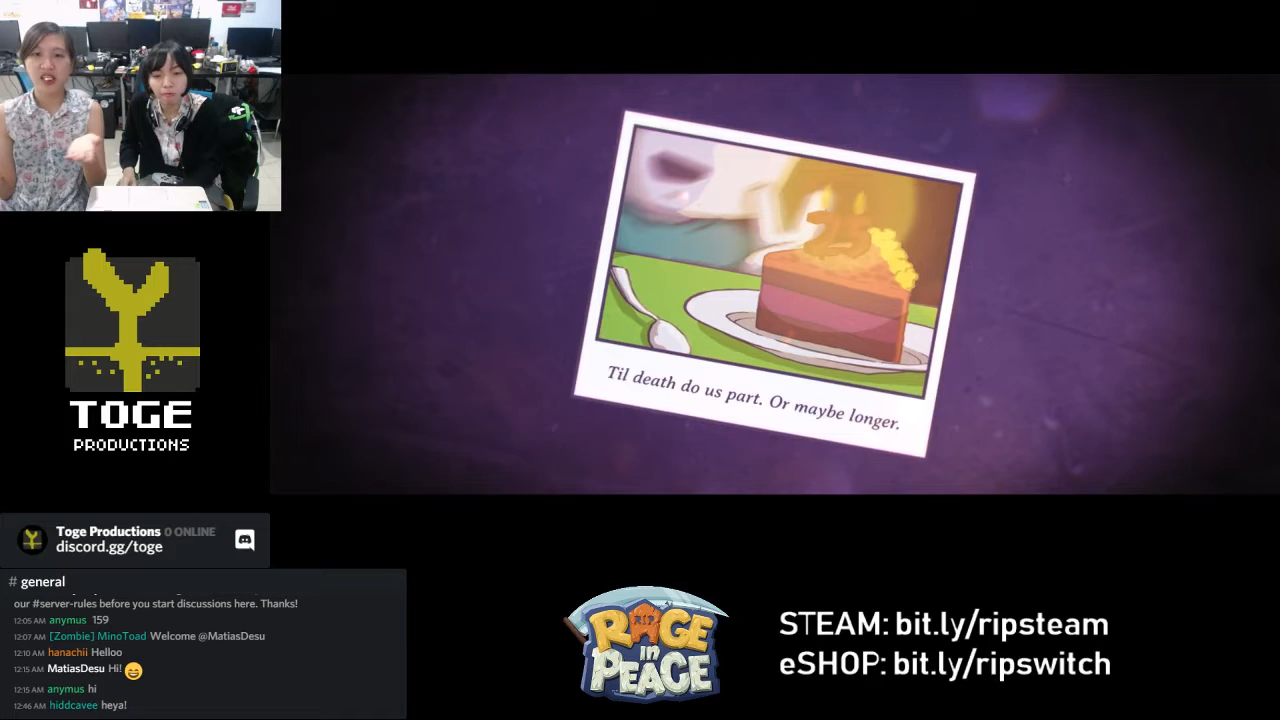 25
Til death do us part. Or maybe longer.
TOGE
PRODUCTIONS
Toge Productions 0 ONLINE
discord.gg/toge
# general
our #server-rules before you start discussions here. Thanks!
12:05 AM anymus 159
12:07 AM [Zombie] MinoToad Welcome @MatiasDesu
12:10 AM hanachii Helloo
12:15 AM MatiasDesu Hi! 😄
12:15 AM anymus hi
12:46 AM hiddcavee heya!
RIP
RAGE
in
PEACE
STEAM: bit.ly/ripsteam
eSHOP: bit.ly/ripswitch